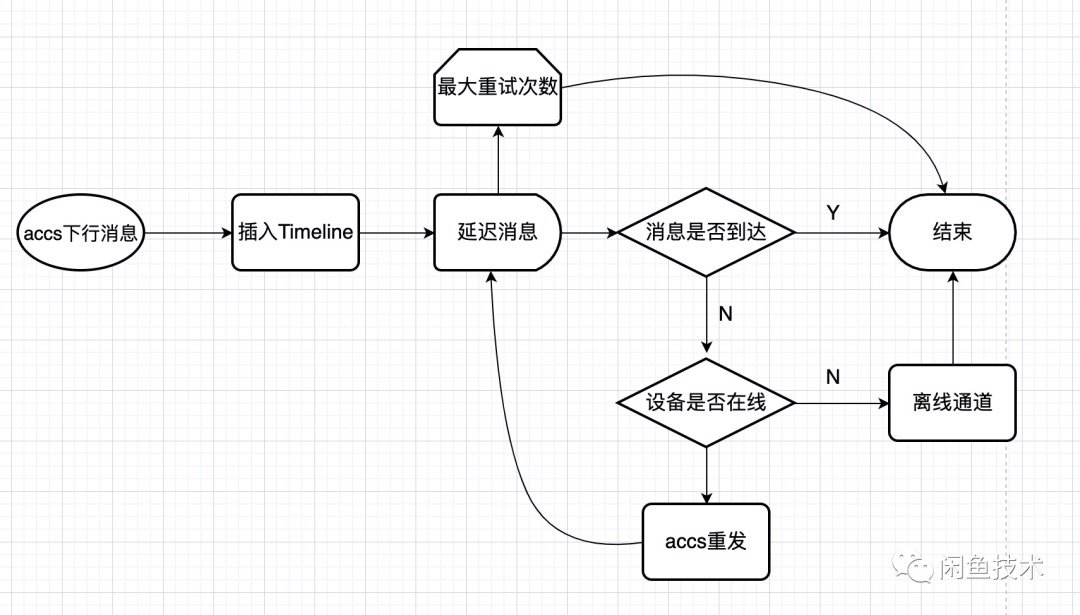 最大重试次数
accs下行消息
插入Timeline
延迟消息
消息是否到达
Y
结束
N
设备是否在线
N
离线通道
accs重发
闲鱼技术